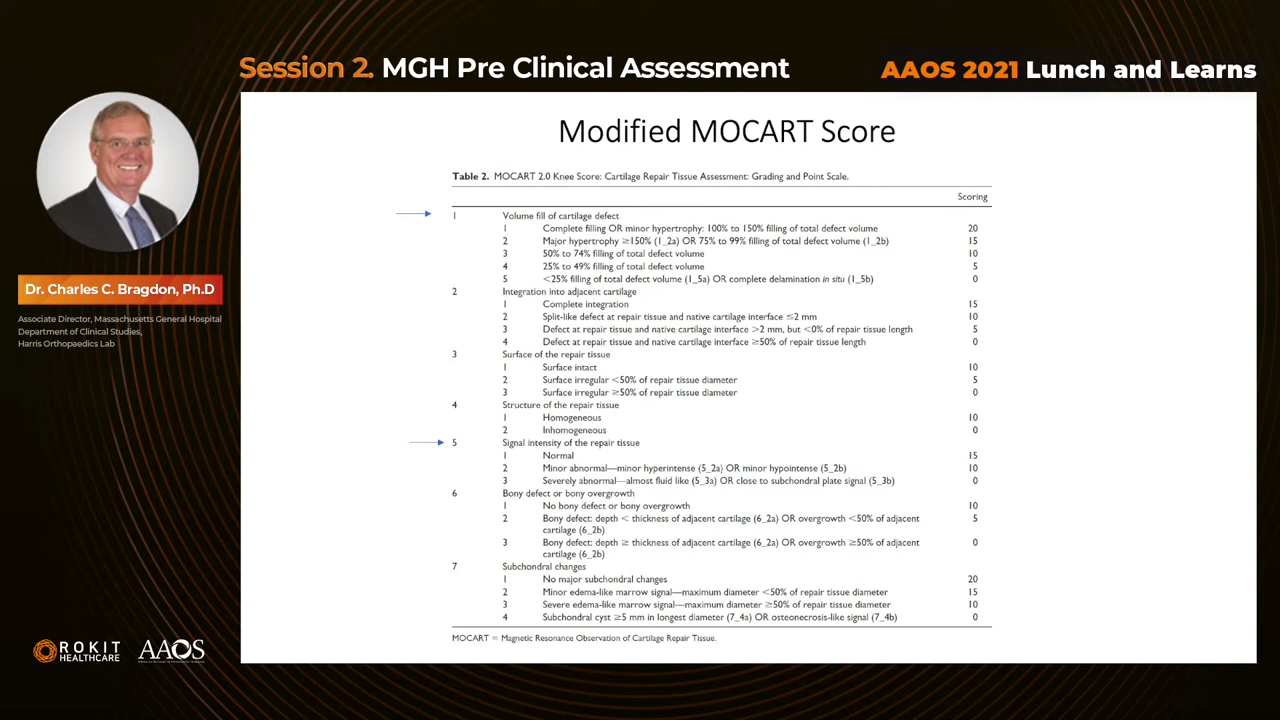 Session 2. MGH Pre Clinical Assessment
AAOS 2021 Lunch and Learns
Dr. Charles C. Bragdon, Ph.D
Associate Director, Massachusetts General Hospital
Department of Clinical Studies,
Harris Orthopaedics Lab
ROKIT
HEALTHCARE
AAOS
Modified MOCART Score
Table 2. MOCART 2.0 Knee Score: Cartilage Repair Tissue Assessment: Grading and Point Scale.
Scoring
1 Volume fill of cartilage defect
1 Complete filling OR minor hypertrophy: 100% to 150% filling of total defect volume 20
2 Major hypertrophy ≥150% (1_2a) OR 75% to 99% filling of total defect volume (1_2b) 15
3 50% to 74% filling of total defect volume 10
4 25% to 49% filling of total defect volume 5
5 <25% filling of total defect volume (1_5a) OR complete delamination in situ (1_5b) 0
2 Integration into adjacent cartilage
1 Complete integration 15
2 Split-like defect at repair tissue and native cartilage interface ≤2 mm 10
3 Defect at repair tissue and native cartilage interface >2 mm, but <0% of repair tissue length 5
4 Defect at repair tissue and native cartilage interface ≥50% of repair tissue length 0
3 Surface of the repair tissue
1 Surface intact 10
2 Surface irregular <50% of repair tissue diameter 5
3 Surface irregular ≥50% of repair tissue diameter 0
4 Structure of the repair tissue
1 Homogeneous 10
2 Inhomogeneous 0
5 Signal intensity of the repair tissue
1 Normal 15
2 Minor abnormal—minor hyperintense (5_2a) OR minor hypointense (5_2b) 10
3 Severely abnormal—almost fluid like (5_3a) OR close to subchondral plate signal (5_3b) 0
6 Bony defect or bony overgrowth
1 No bony defect or bony overgrowth 10
2 Bony defect: depth < thickness of adjacent cartilage (6_2a) OR overgrowth <50% of adjacent 5
cartilage (6_2b)
3 Bony defect: depth ≥ thickness of adjacent cartilage (6_2a) OR overgrowth ≥50% of adjacent 0
cartilage (6_2b)
7 Subchondral changes
1 No major subchondral changes 20
2 Minor edema-like marrow signal—maximum diameter <50% of repair tissue diameter 15
3 Severe edema-like marrow signal—maximum diameter ≥50% of repair tissue diameter 10
4 Subchondral cyst ≥5 mm in longest diameter (7_4a) OR osteonecrosis-like signal (7_4b) 0
MOCART = Magnetic Resonance Observation of Cartilage Repair Tissue.